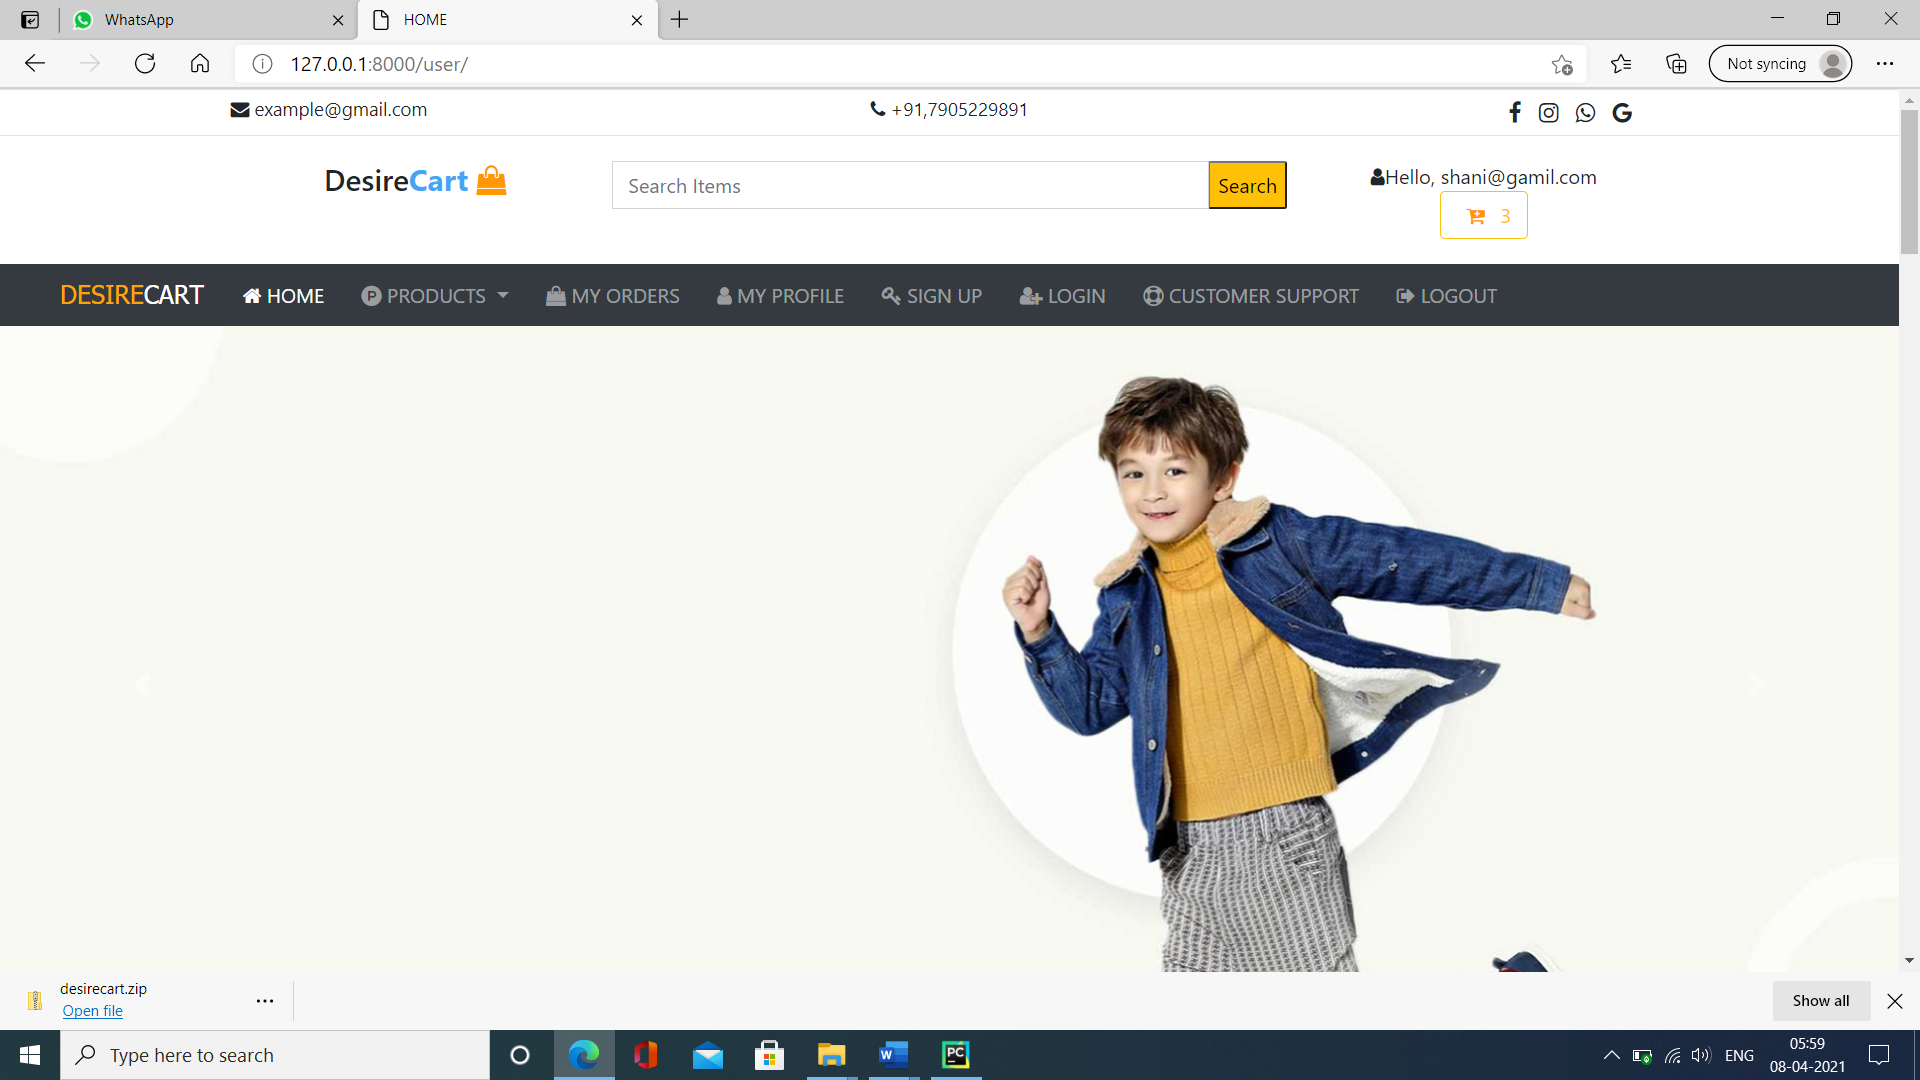 WhatsApp
HOME
127.0.0.1:8000/user/
Not syncing
example@gmail.com
+91,7905229891
DesireCart
Search Items
Search
Hello, shani@gamil.com
3
DESIRECART
HOME
PRODUCTS
MY ORDERS
MY PROFILE
SIGN UP
LOGIN
CUSTOMER SUPPORT
LOGOUT
desirecart.zip
Open file
Show all
Type here to search
ENG
05:59
08-04-2021